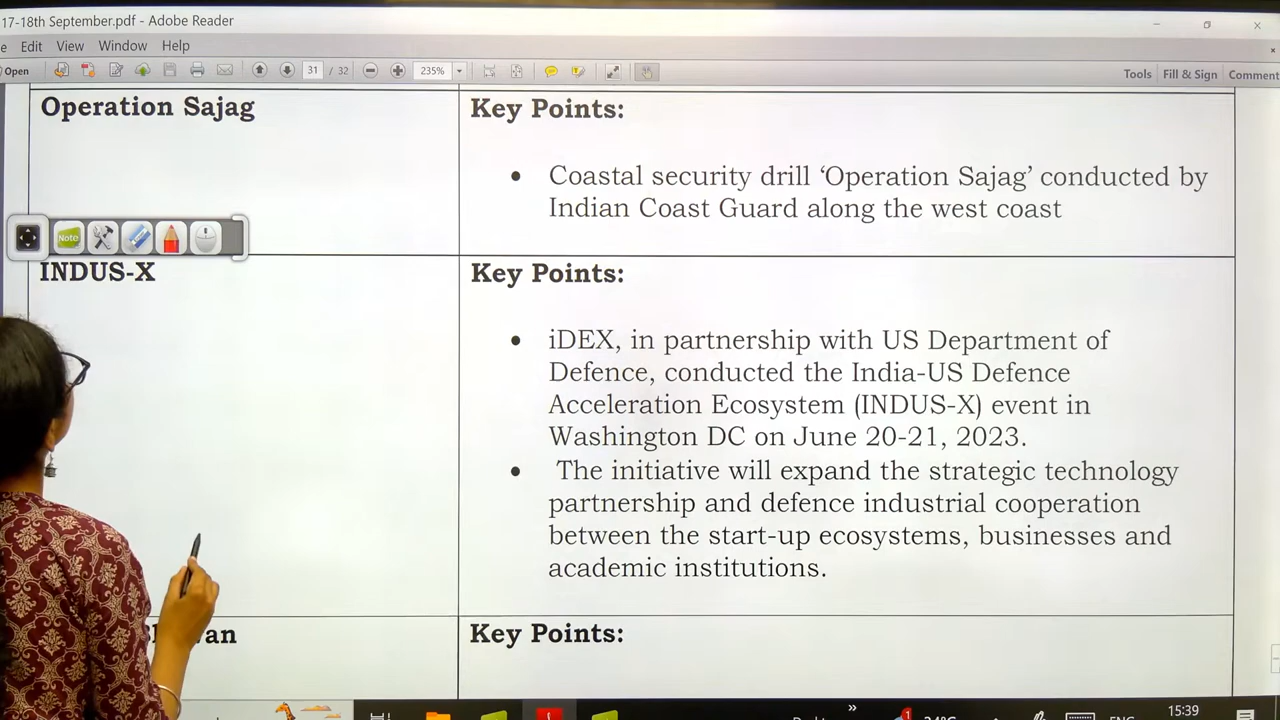 17-18th September.pdf - Adobe Reader
Edit View Window Help
Open 31 / 32 235% Tools Fill & Sign Comment
Operation Sajag
Key Points:
• Coastal security drill ‘Operation Sajag’ conducted by
Indian Coast Guard along the west coast
Note
INDUS-X
Key Points:
• iDEX, in partnership with US Department of
Defence, conducted the India-US Defence
Acceleration Ecosystem (INDUS-X) event in
Washington DC on June 20-21, 2023.
• The initiative will expand the strategic technology
partnership and defence industrial cooperation
between the start-up ecosystems, businesses and
academic institutions.
Key Points:
15:39